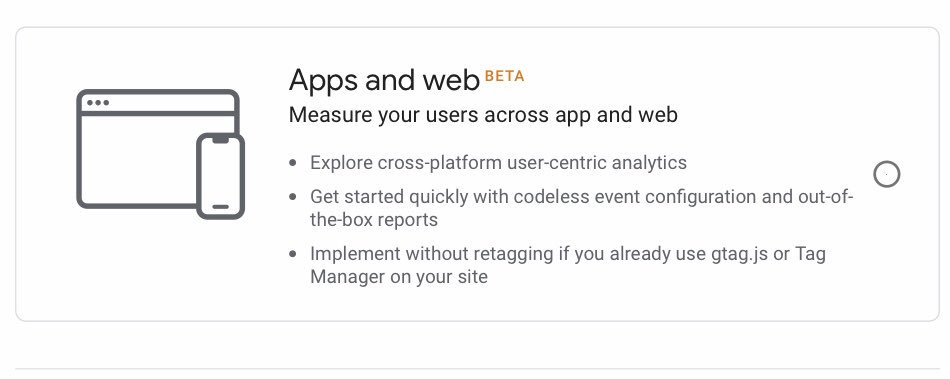 Apps and web BETA
Measure your users across app and web
• Explore cross-platform user-centric analytics
• Get started quickly with codeless event configuration and out-of-
the-box reports
• Implement without retagging if you already use gtag.js or Tag
Manager on your site